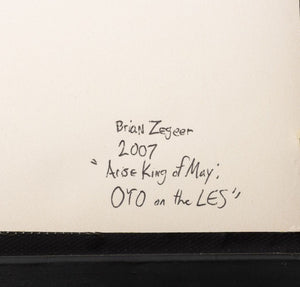 Brian Zegeer
2007
"Arise King of May;
OTO on the LES"